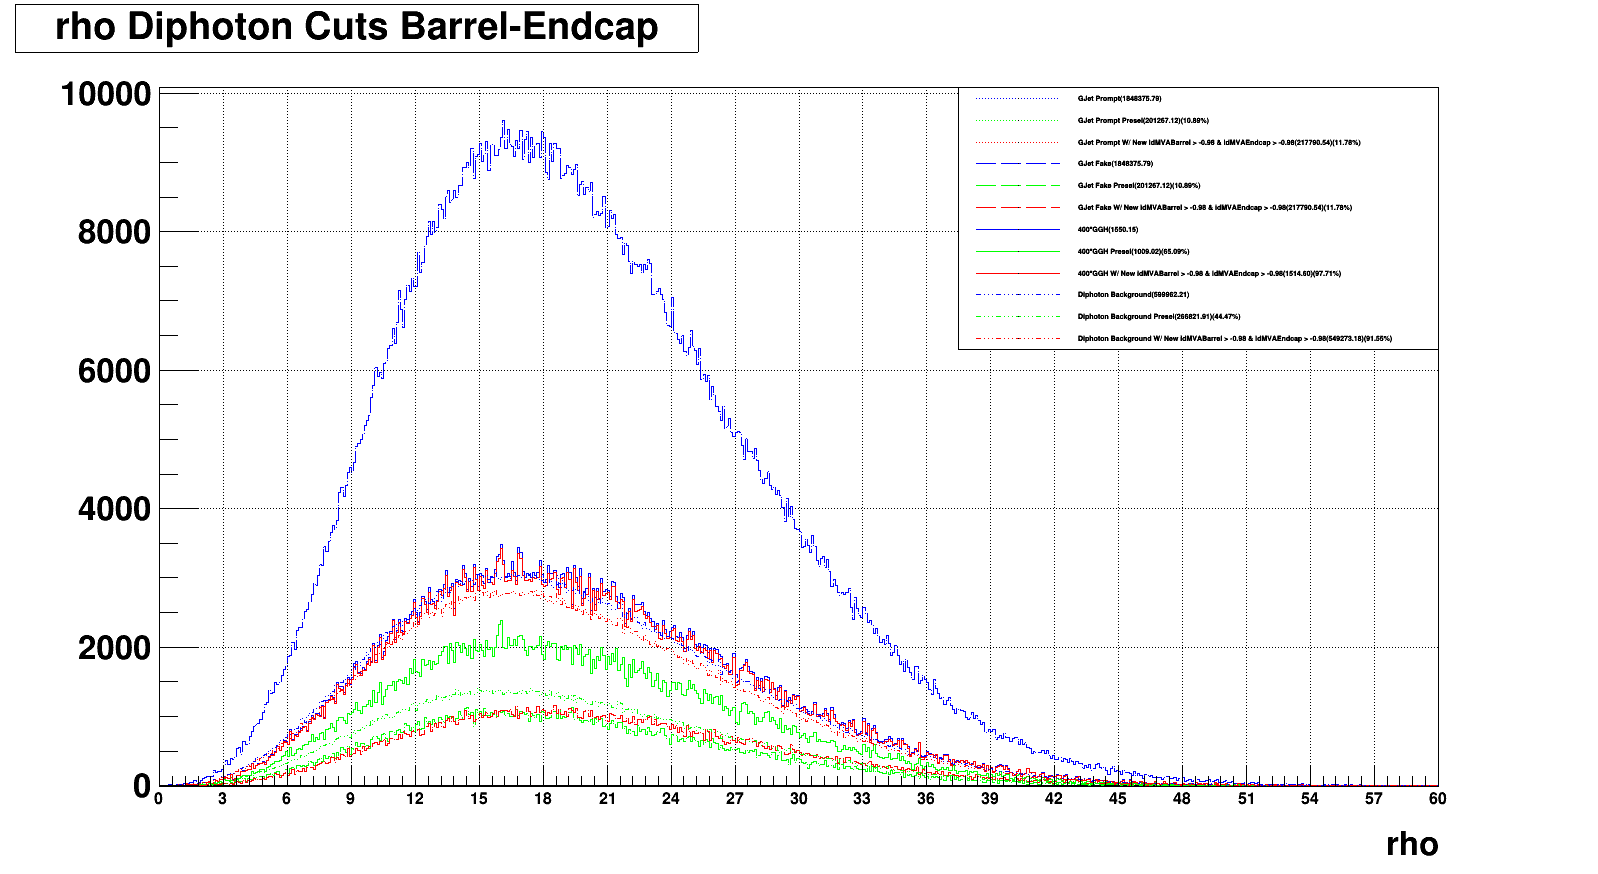 rho Diphoton Cuts Barrel-Endcap
10000
8000
6000
4000
2000
0
GJet Prompt(1848375.79)
GJet Prompt Presel(201267.12)(10.89%)
GJet Prompt W/ New IdMVABarrel > -0.98 & IdMVAEndcap > -0.98(217790.54)(11.78%)
GJet Fake(1848375.79)
GJet Fake Presel(201267.12)(10.89%)
GJet Fake W/ New IdMVABarrel > -0.98 & IdMVAEndcap > -0.98(217790.54)(11.78%)
400*GGH(1550.15)
400*GGH Presel(1009.02)(65.09%)
400*GGH W/ New IdMVABarrel > -0.98 & IdMVAEndcap > -0.98(1514.60)(97.71%)
Diphoton Background(599962.21)
Diphoton Background Presel(266821.91)(44.47%)
Diphoton Background W/ New IdMVABarrel > -0.98 & IdMVAEndcap > -0.98(549273.18)(91.55%)
0 3 6 9 12 15 18 21 24 27 30 33 36 39 42 45 48 51 54 57 60
rho